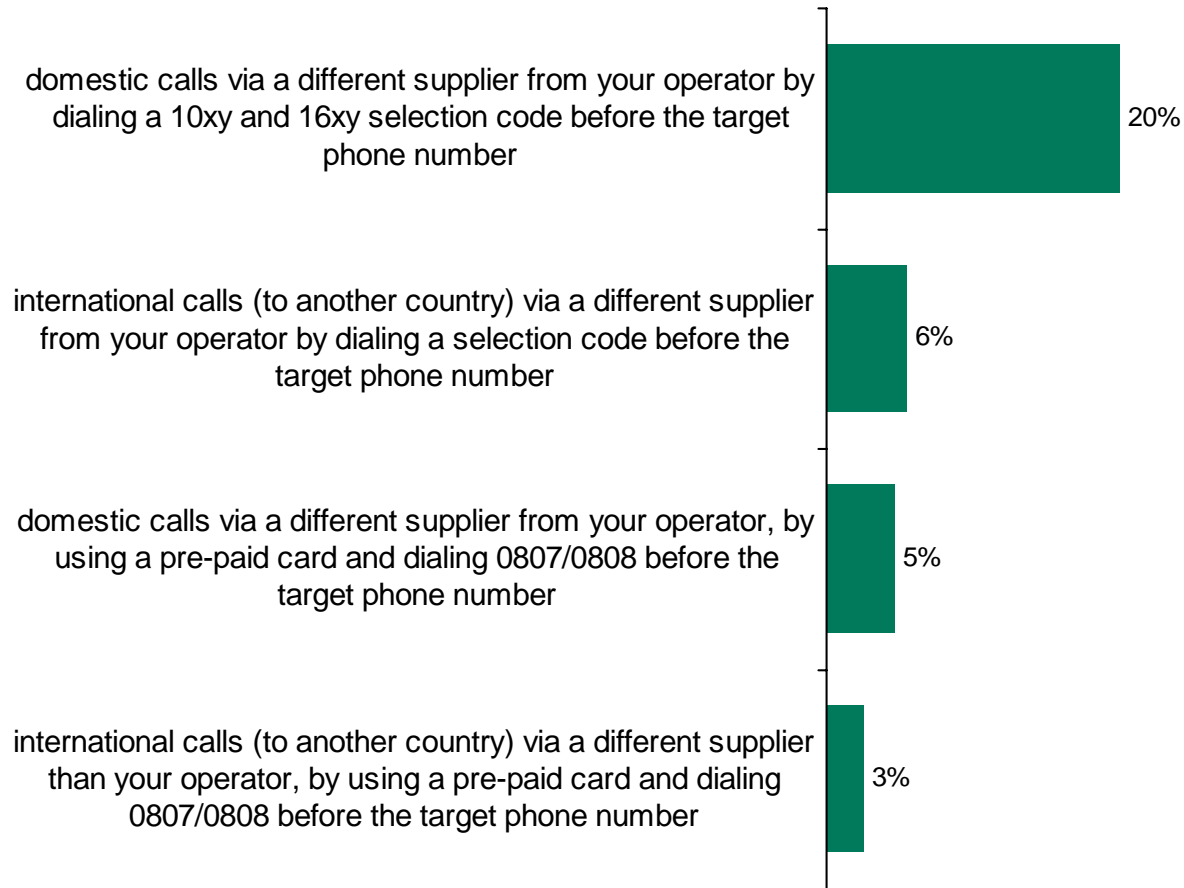 domestic calls via a different supplier from your operator by
dialing a 10xy and 16xy selection code before the target
phone number
20%
international calls (to another country) via a different supplier
from your operator by dialing a selection code before the
target phone number
6%
domestic calls via a different supplier from your operator, by
using a pre-paid card and dialing 0807/0808 before the
target phone number
5%
international calls (to another country) via a different supplier
than your operator, by using a pre-paid card and dialing
0807/0808 before the target phone number
3%